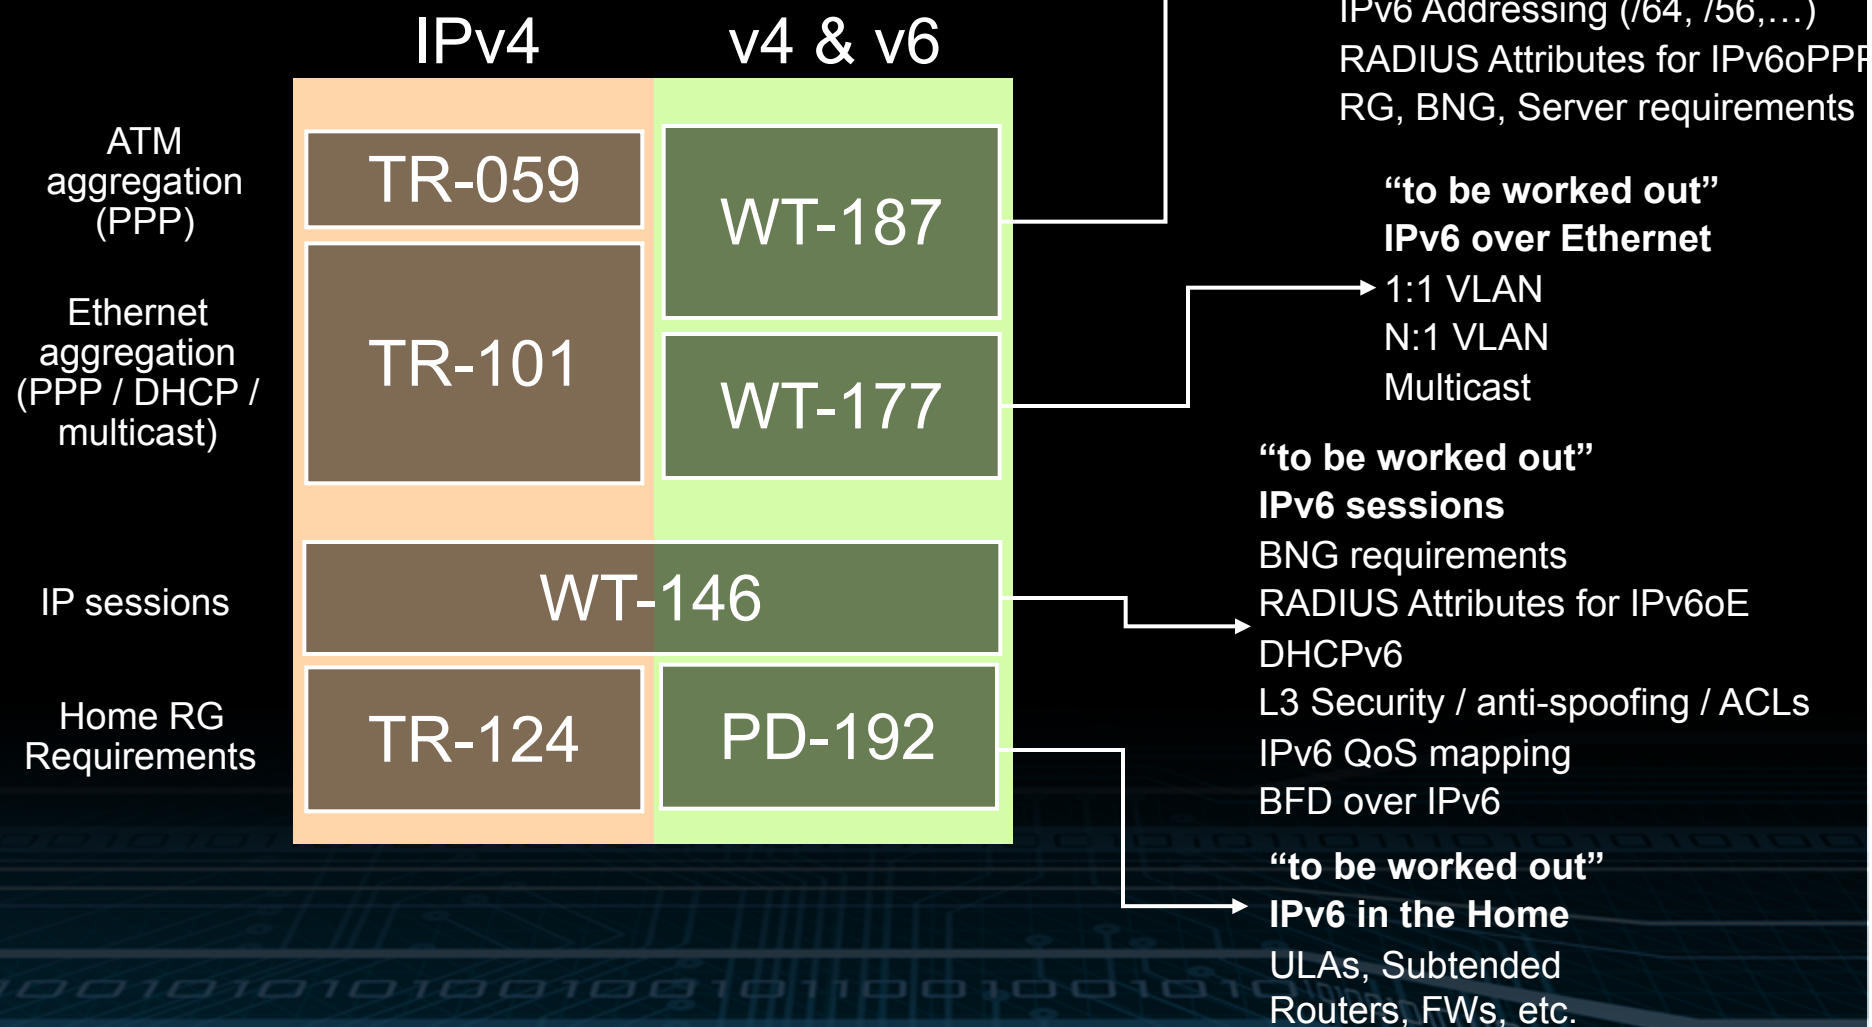 IPv4
v4 & v6
ATM
aggregation
(PPP)
Ethernet
aggregation
(PPP / DHCP /
multicast)
IP sessions
Home RG
Requirements
TR-059
TR-101
WT-187
WT-177
WT-146
TR-124
PD-192
IPv6 Addressing (/64, /56,…)
RADIUS Attributes for IPv6oPPP
RG, BNG, Server requirements
“to be worked out”
IPv6 over Ethernet
1:1 VLAN
N:1 VLAN
Multicast
“to be worked out”
IPv6 sessions
BNG requirements
RADIUS Attributes for IPv6oE
DHCPv6
L3 Security / anti-spoofing / ACLs
IPv6 QoS mapping
BFD over IPv6
“to be worked out”
IPv6 in the Home
ULAs, Subtended
Routers, FWs, etc.